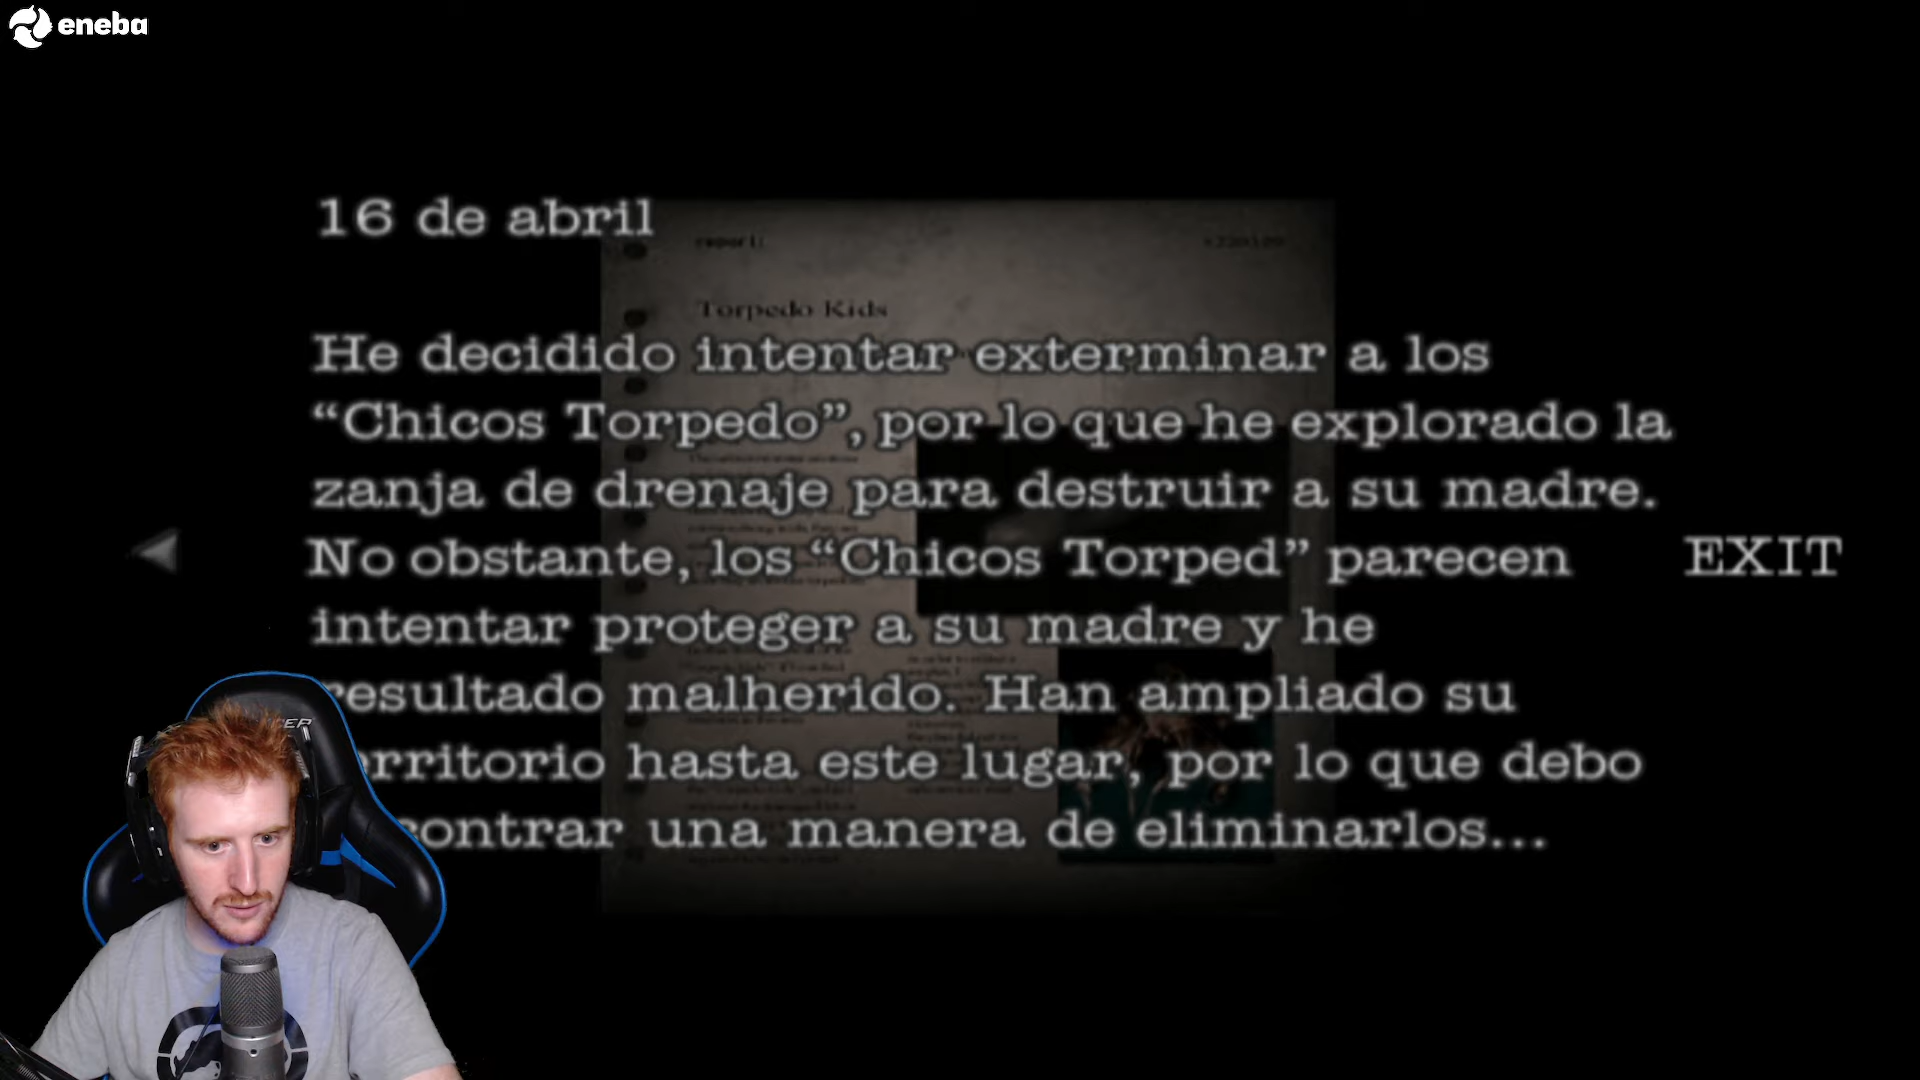 eneba
16 de abril
report:
Torpedo Kids
He decidido intentar exterminar a los
“Chicos Torpedo”, por lo que he explorado la
zanja de drenaje para destruir a su madre.
No obstante, los “Chicos Torped” parecen
EXIT
intentar proteger a su madre y he
resultado malherido. Han ampliado su
rritorio hasta este lugar, por lo que debo
contrar una manera de eliminarlos...